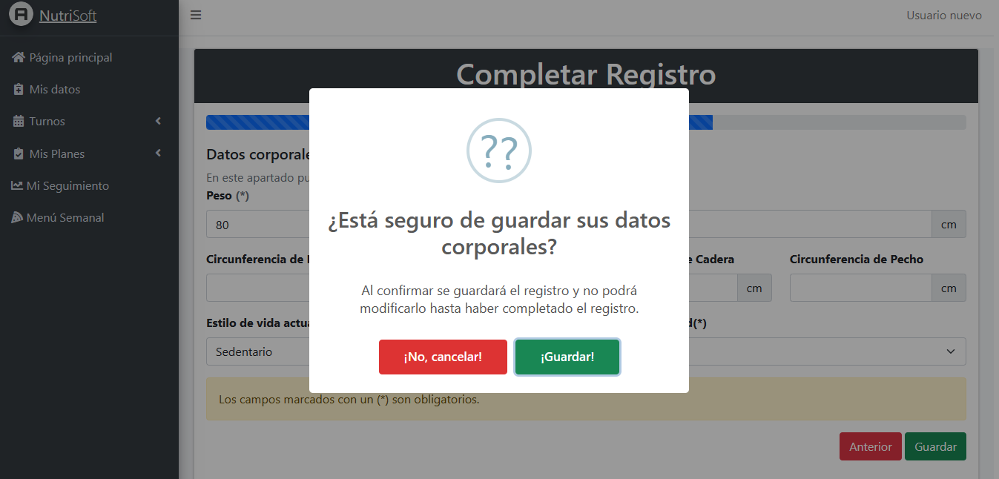 NutriSoft
Usuario nuevo
Página principal
Mis datos
Turnos
Mis Planes
Mi Seguimiento
Menú Semanal
Completar Registro
??
¿Está seguro de guardar sus datos
corporales?
Al confirmar se guardará el registro y no podrá
modificarlo hasta haber completado el registro.
¡No, cancelar!
¡Guardar!
Datos
En este apartado
Peso (*)
80
cm
Circunferencia de
Cadera
Circunferencia de Pecho
cm
cm
Estilo de vida
(*)
Sedentario
Los campos marcados con un (*) son obligatorios.
Anterior
Guardar